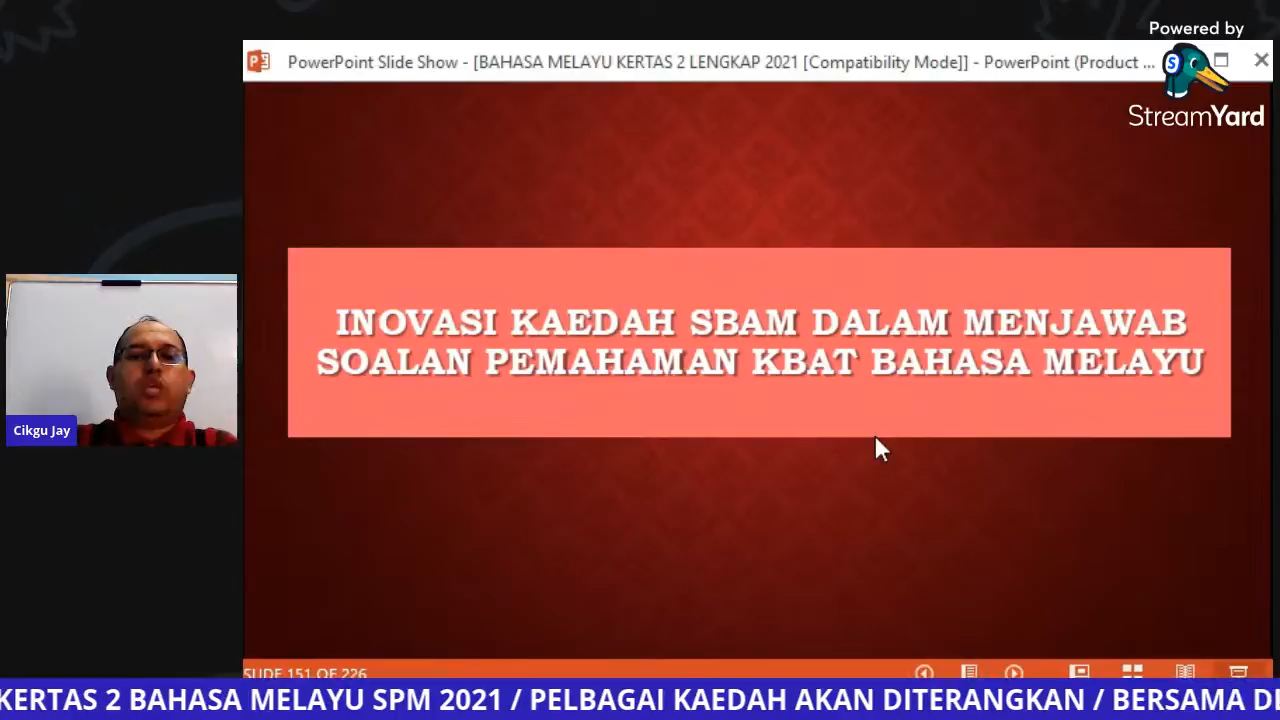 Powered by
StreamYard
PowerPoint Slide Show - [BAHASA MELAYU KERTAS 2 LENGKAP 2021 [Compatibility Mode]] - PowerPoint (Product ...
INOVASI KAEDAH SBAM DALAM MENJAWAB
SOALAN PEMAHAMAN KBAT BAHASA MELAYU
Cikgu Jay
SLIDE 151 OF 226
KERTAS 2 BAHASA MELAYU SPM 2021 / PELBAGAI KAEDAH AKAN DITERANGKAN / BERSAMA